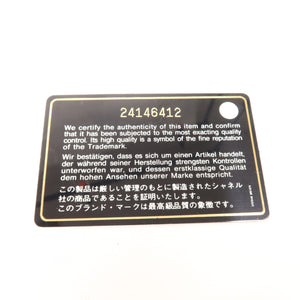 24146412
We certify the authenticity of this item and confirm
that it has been subjected to the most exacting quality
control. Its high quality is a symbol of the fine reputation
of the Trademark.
Wir bestätigen, dass es sich um einen Artikel handelt,
der während seiner Herstellung strengsten Kontrollen
unterworfen war, und dessen erstklassige Qualität
dem hohen Ansehen unserer Marke entspricht.
この製品は厳しい管理のもとに製造されたシャネル
社の商品であることを証明いたします。
このブランド・マークは最高級品質の象徴です。